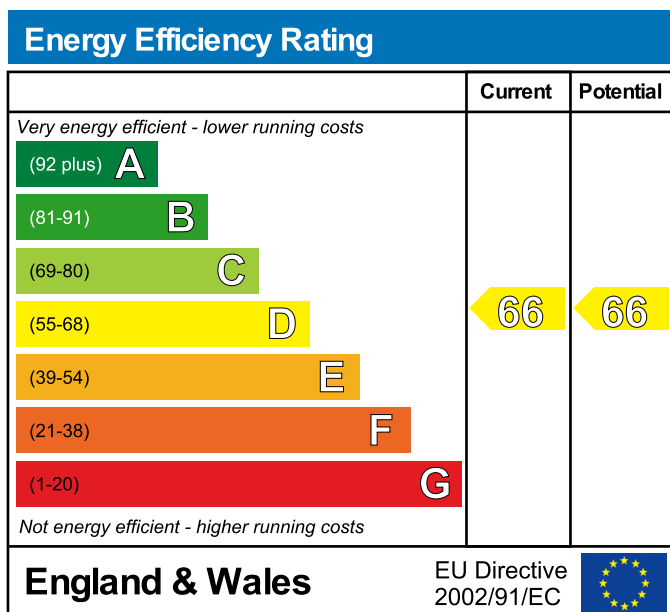 Energy Efficiency Rating
Current Potential
Very energy efficient - lower running costs
(92 plus) A
(81-91) B
(69-80) C
(55-68) D 66 66
(39-54) E
(21-38) F
(1-20) G
Not energy efficient - higher running costs
England & Wales
EU Directive
2002/91/EC